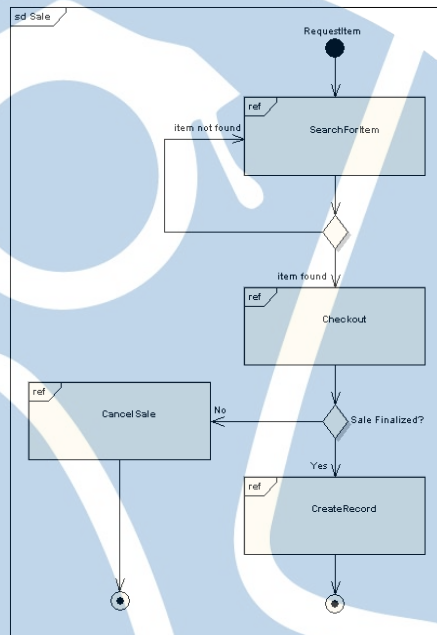 sd Sale
RequestItem
ref
SearchForItem
item not found
item found
ref
Checkout
ref
CancelSale
No
Sale Finalized?
Yes
ref
CreateRecord